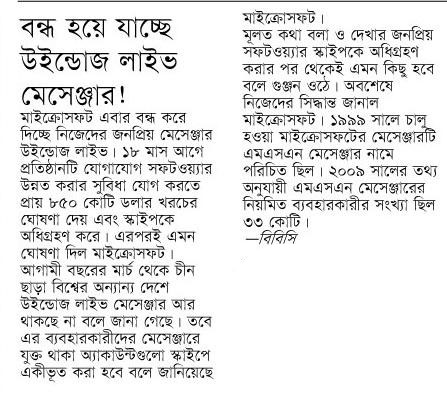 বন্ধ হয়ে যাচ্ছে
উইন্ডোজ লাইভ
মেসেঞ্জার!
মাইক্রোসফট এবার বন্ধ করে
দিচ্ছে নিজেদের জনপ্রিয় মেসেঞ্জার
উইন্ডোজ লাইভ। ১৮ মাস আগে
প্রতিষ্ঠানটি যোগাযোগ সফটওয়্যার
উন্নত করার সুবিধা যোগ করতে
প্রায় ৮৫০ কোটি ডলার খরচের
ঘোষণা দেয় এবং স্কাইপকে
অধিগ্রহণ করে। এরপরই এমন
ঘোষণা দিল মাইক্রোসফট।
আগামী বছরের মার্চ থেকে চীন
ছাড়া বিশ্বের অন্যান্য দেশে
উইন্ডোজ লাইভ মেসেঞ্জার আর
থাকছে না বলে জানা গেছে। তবে
এর ব্যবহারকারীদের মেসেঞ্জারে
যুক্ত থাকা অ্যাকাউন্টগুলো স্কাইপে
একীভূত করা হবে বলে জানিয়েছে
মাইক্রোসফট।
মূলত কথা বলা ও দেখার জনপ্রিয়
সফটওয়্যার স্কাইপকে অধিগ্রহণ
করার পর থেকেই এমন কিছু হবে
বলে গুঞ্জন ওঠে। অবশেষে
নিজেদের সিদ্ধান্ত জানাল
মাইক্রোসফট। ১৯৯৯ সালে চালু
হওয়া মাইক্রোসফটের মেসেঞ্জারটি
এমএসএন মেসেঞ্জার নামে
পরিচিত ছিল। ২০০৯ সালের তথ্য
অনুযায়ী এমএসএন মেসেঞ্জারের
নিয়মিত ব্যবহারকারীর সংখ্যা ছিল
৩৩ কোটি।
—বিবিসি